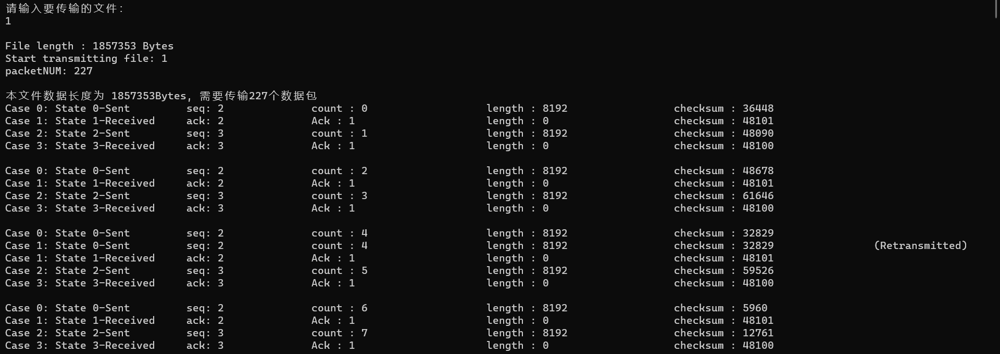 请输入要传输的文件：
1
File length : 1857353 Bytes
Start transmitting file: 1
packetNUM: 227
本文件数据长度为 1857353Bytes, 需要传输227个数据包
Case 0: State 0-Sent seq: 2 count : 0 length : 8192 checksum : 36448
Case 1: State 1-Received ack: 2 Ack : 1 length : 0 checksum : 48101
Case 2: State 2-Sent seq: 3 count : 1 length : 8192 checksum : 48090
Case 3: State 3-Received ack: 3 Ack : 1 length : 0 checksum : 48100
Case 0: State 0-Sent seq: 2 count : 2 length : 8192 checksum : 48678
Case 1: State 1-Received ack: 2 Ack : 1 length : 0 checksum : 48101
Case 2: State 2-Sent seq: 3 count : 3 length : 8192 checksum : 61646
Case 3: State 3-Received ack: 3 Ack : 1 length : 0 checksum : 48100
Case 0: State 0-Sent seq: 2 count : 4 length : 8192 checksum : 32829
Case 1: State 0-Sent seq: 2 count : 4 length : 8192 checksum : 32829 (Retransmitted)
Case 1: State 1-Received ack: 2 Ack : 1 length : 0 checksum : 48101
Case 2: State 2-Sent seq: 3 count : 5 length : 8192 checksum : 59526
Case 3: State 3-Received ack: 3 Ack : 1 length : 0 checksum : 48100
Case 0: State 0-Sent seq: 2 count : 6 length : 8192 checksum : 5960
Case 1: State 1-Received ack: 2 Ack : 1 length : 0 checksum : 48101
Case 2: State 2-Sent seq: 3 count : 7 length : 8192 checksum : 12761
Case 3: State 3-Received ack: 3 Ack : 1 length : 0 checksum : 48100